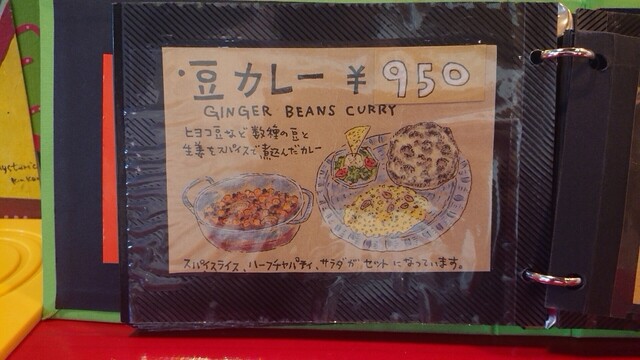 ・豆カレー ¥950
GINGER BEANS CURRY
ヒヨコ豆など数種の豆と
生姜をスパイスで煮込んだカレー
スパイスライス、ハーフチャパティ、サラダがセットになっています。